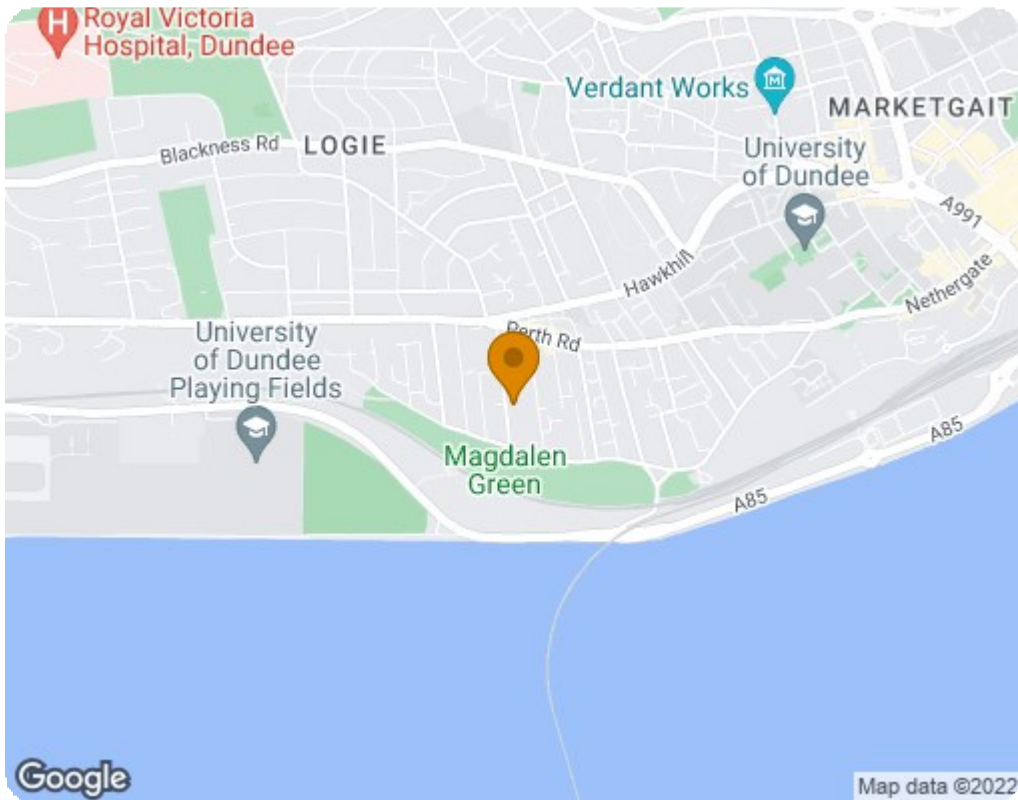 H
Royal Victoria
Hospital, Dundee
Verdant Works
M
MARKETGAIT
Blackness Rd
LOGIE
University
of Dundee
A991
Hawkhill
Nethergate
Perth Rd
University
of Dundee
Playing Fields
Magdalen
Green
A85
A85
Google
Map data ©2022